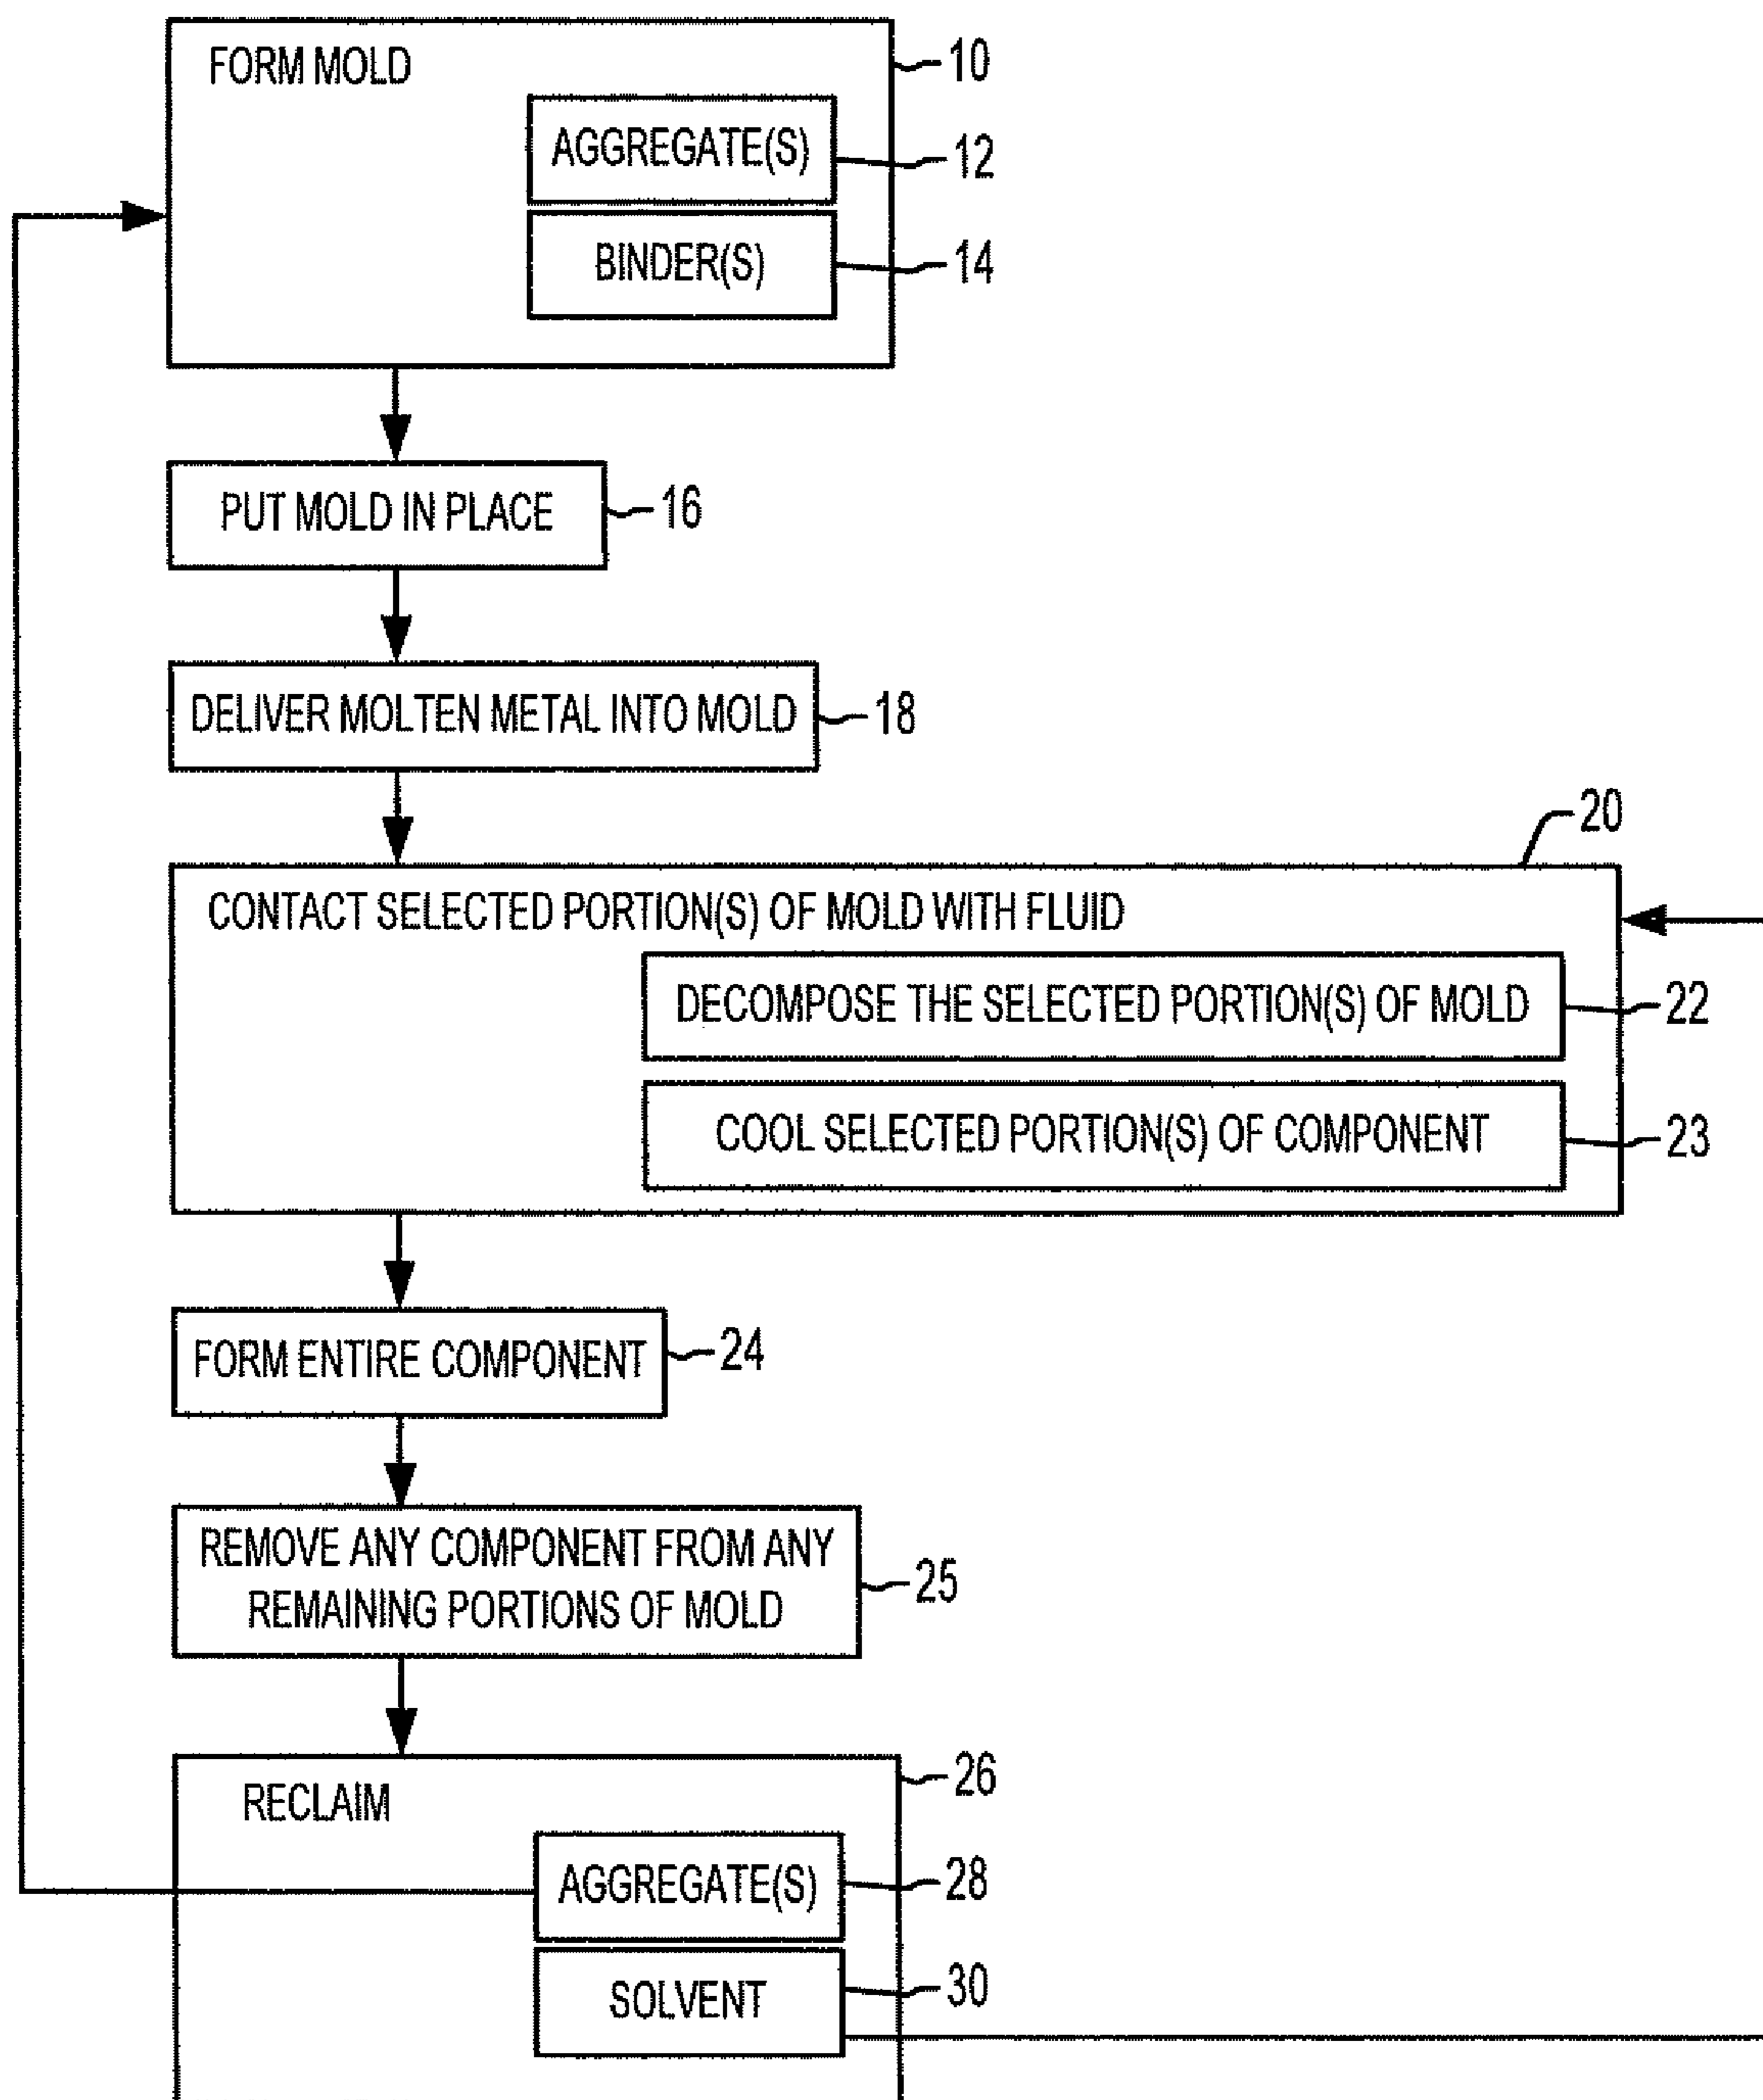 FORM MOLD
10
AGGREGATE(S)
12
BINDER(S)
14
PUT MOLD IN PLACE
16
DELIVER MOLTEN METAL INTO MOLD
18
20
CONTACT SELECTED PORTION(S) OF MOLD WITH FLUID
DECOMPOSE THE SELECTED PORTION(S) OF MOLD
22
COOL SELECTED PORTION(S) OF COMPONENT
23
FORM ENTIRE COMPONENT
24
REMOVE ANY COMPONENT FROM ANY
REMAINING PORTIONS OF MOLD
25
RECLAIM
26
AGGREGATE(S)
28
SOLVENT
30